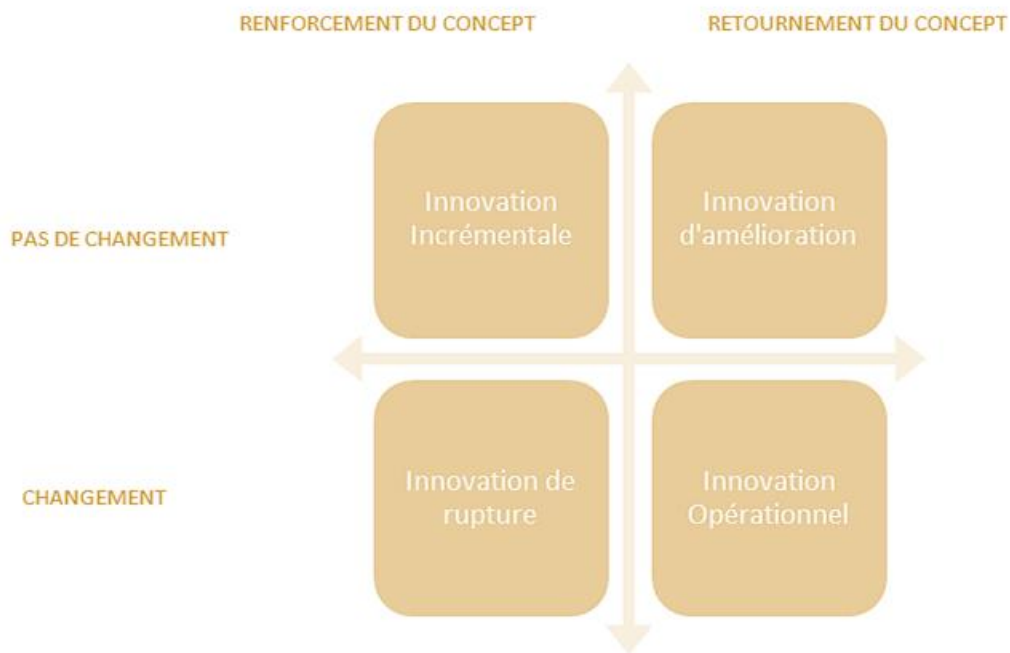 RENFORCEMENT DU CONCEPT
RETOURNEMENT DU CONCEPT
PAS DE CHANGEMENT
Innovation
Incrémentale
Innovation
d'amélioration
CHANGEMENT
Innovation de
rupture
Innovation
Opérationnel